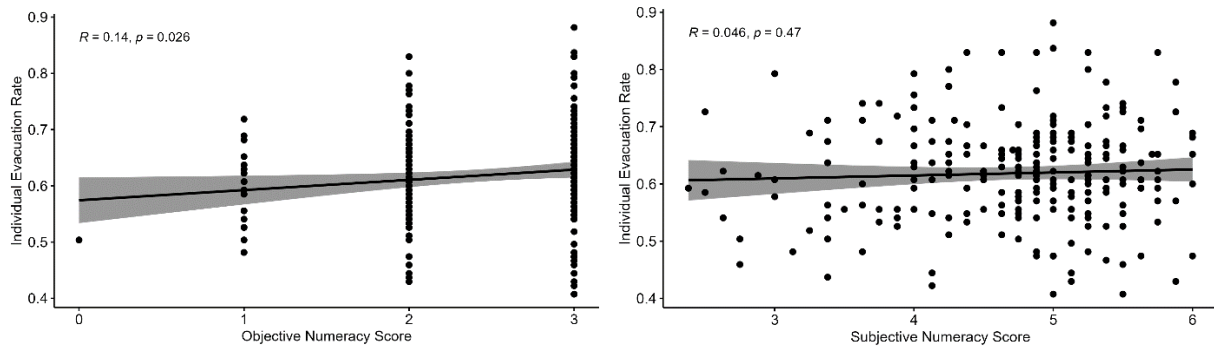 R = 0.14, p = 0.026
Individual Evacuation Rate
0.9
0.8
0.7
0.6
0.5
0.4
0 1 2 3
Objective Numeracy Score
R = 0.046, p = 0.47
Individual Evacuation Rate
0.9
0.8
0.7
0.6
0.5
0.4
3 4 5 6
Subjective Numeracy Score